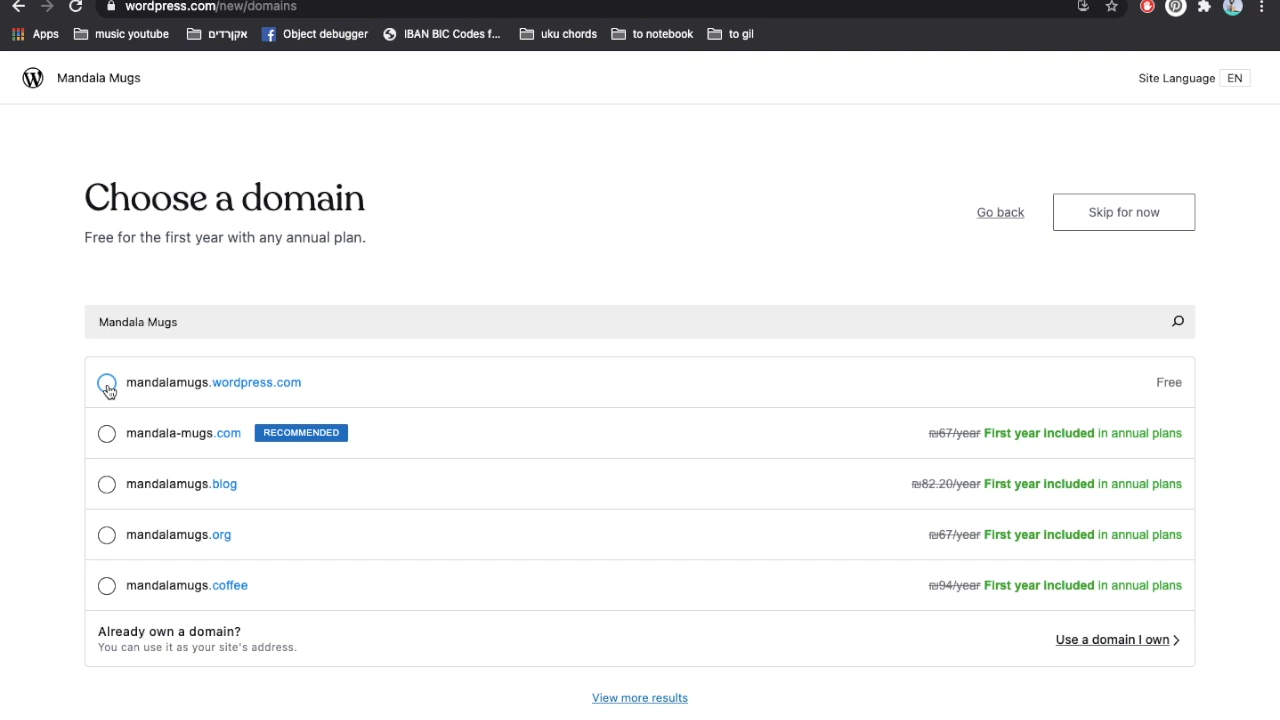 wordpress.com/new/domains
Apps music youtube אקורדים Object debugger IBAN BIC Codes f... uku chords to notebook to gil
Mandala Mugs
Site Language EN
Choose a domain
Free for the first year with any annual plan.
Go back
Skip for now
Mandala Mugs
mandalamugs.wordpress.com Free
mandala-mugs.com RECOMMENDED ₪67/year First year included in annual plans
mandalamugs.blog ₪82.20/year First year included in annual plans
mandalamugs.org ₪67/year First year included in annual plans
mandalamugs.coffee ₪94/year First year included in annual plans
Already own a domain?
You can use it as your site's address.
Use a domain I own
View more results